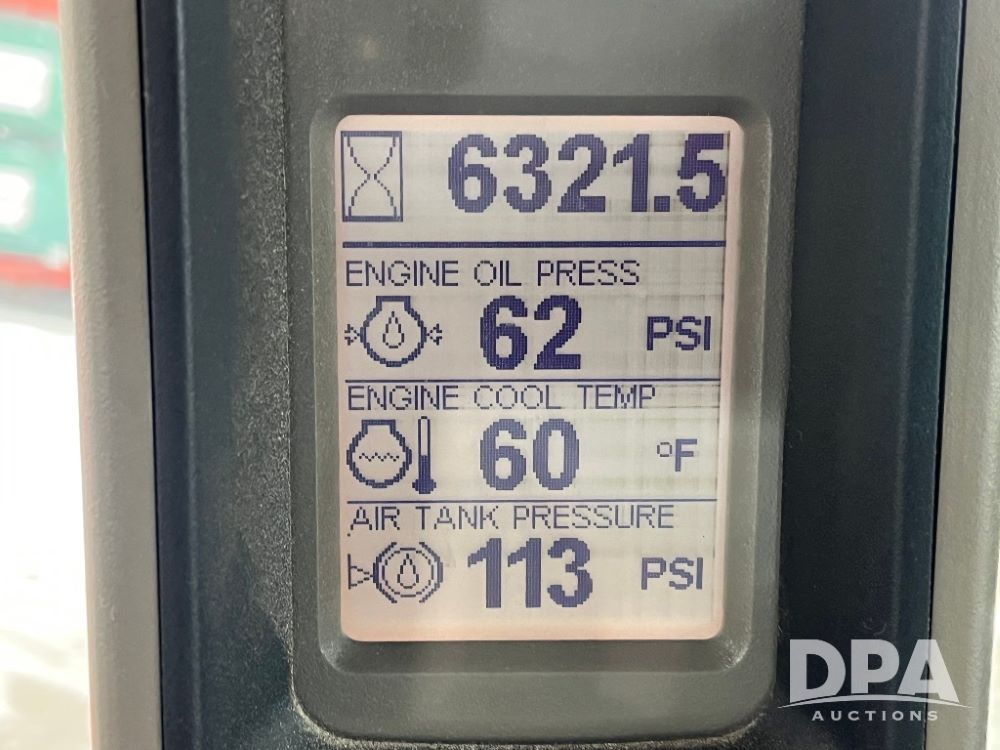 6321.5
ENGINE OIL PRESS
62 PSI
ENGINE COOL TEMP
60 °F
AIR TANK PRESSURE
113 PSI
DPA
AUCTIONS